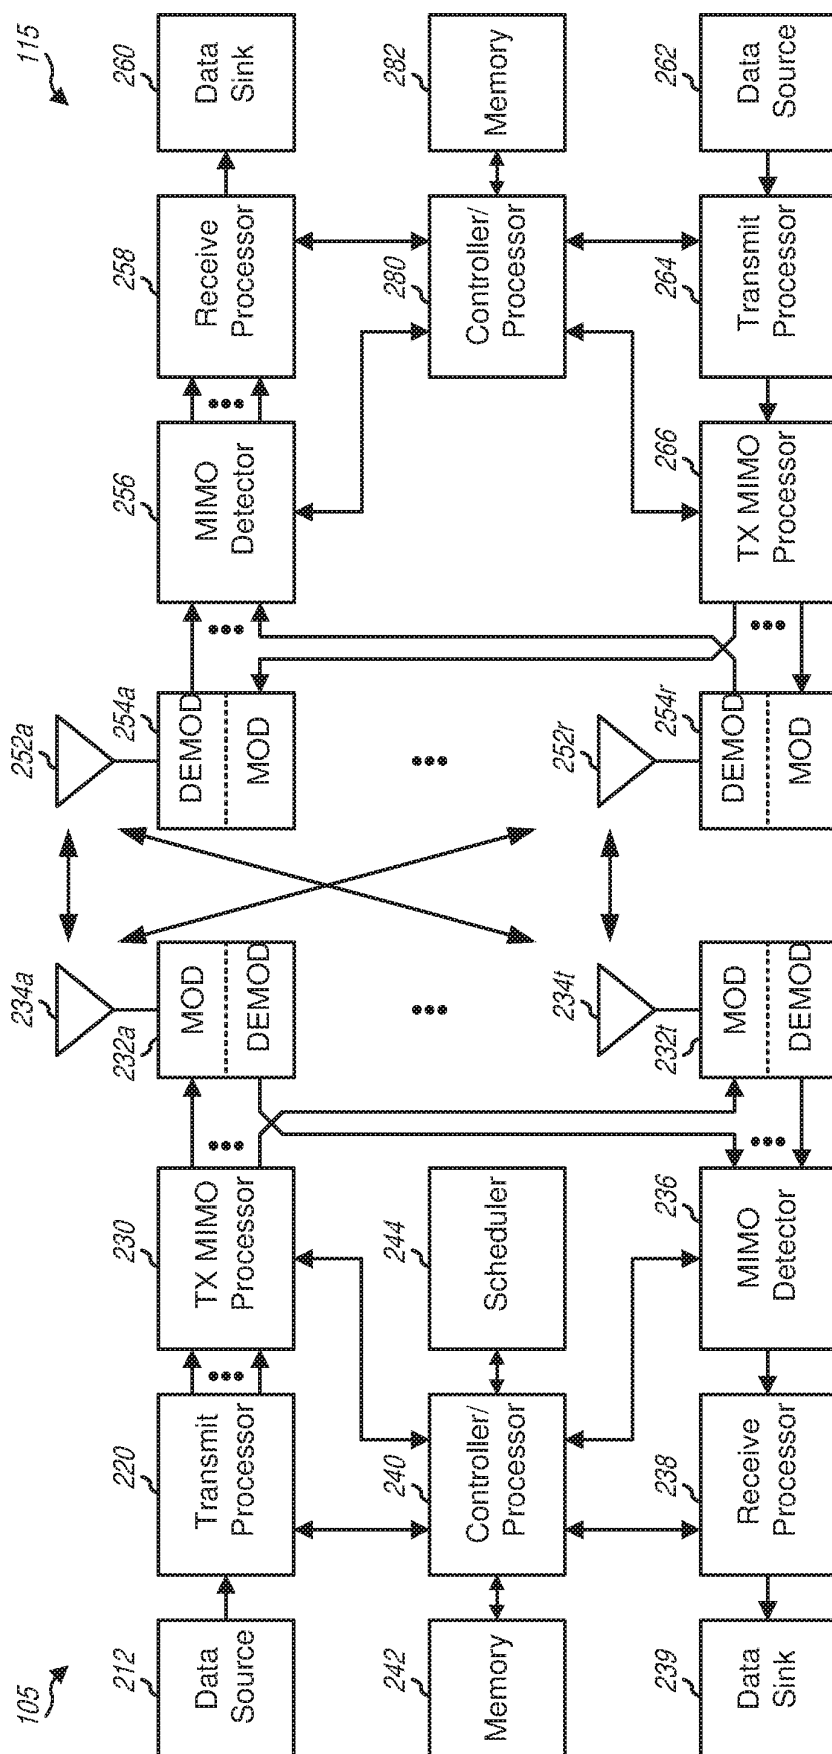 105
115
212
Data
Source
220
Transmit
Processor
230
TX MIMO
Processor
232a
MOD
DEMOD
234a
252a
254a
DEMOD
MOD
256
MIMO
Detector
258
Receive
Processor
260
Data
Sink
242
Memory
240
Controller/
Processor
244
Scheduler
280
Controller/
Processor
282
Memory
239
Data
Sink
238
Receive
Processor
236
MIMO
Detector
232t
MOD
DEMOD
234t
252r
254r
DEMOD
MOD
266
TX MIMO
Processor
264
Transmit
Processor
262
Data
Source